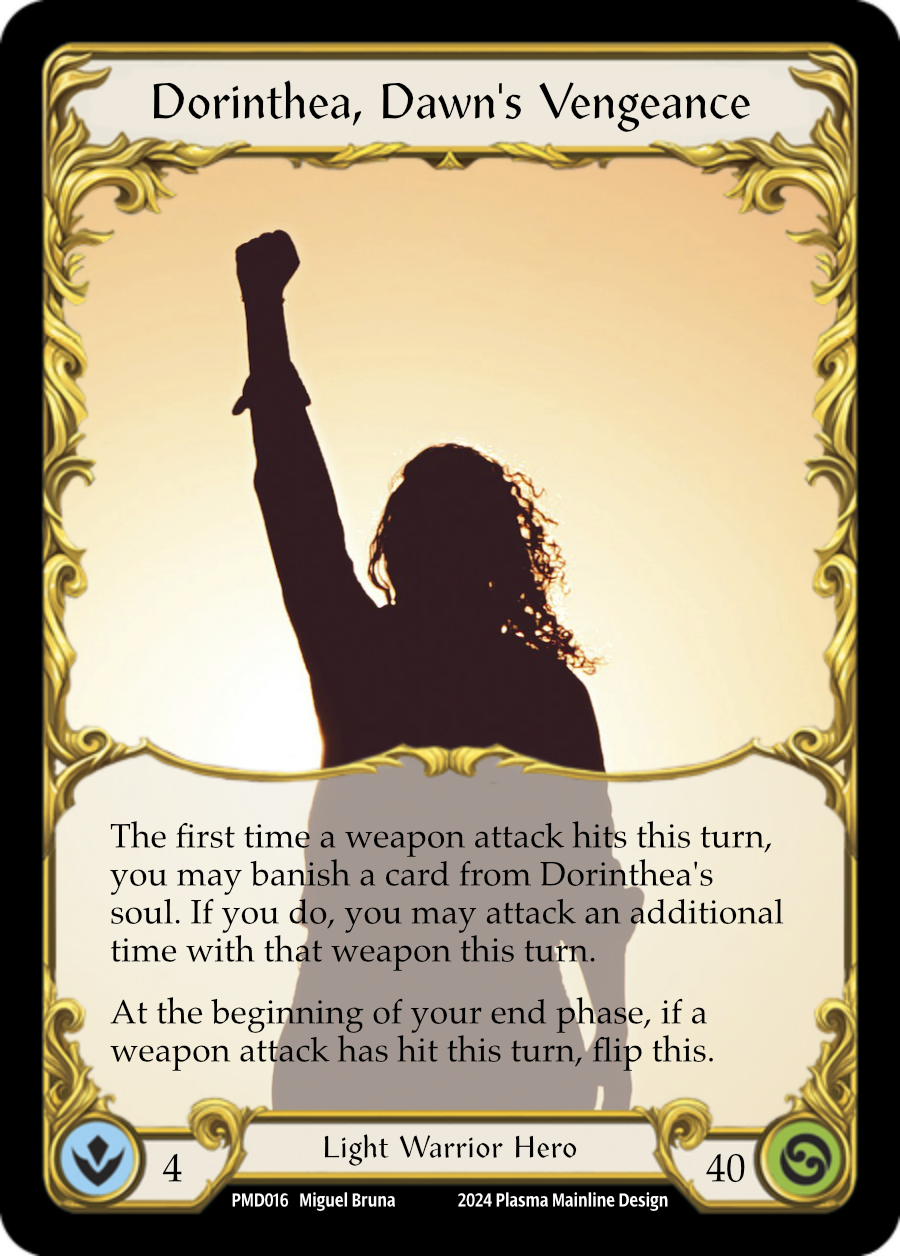 Dorinthea, Dawn's Vengeance
The first time a weapon attack hits this turn,
you may banish a card from Dorinthea's
soul. If you do, you may attack an additional
time with that weapon this turn.
At the beginning of your end phase, if a
weapon attack has hit this turn, flip this.
4
Light Warrior Hero
40
PMD016 Miguel Bruna
2024 Plasma Mainline Design